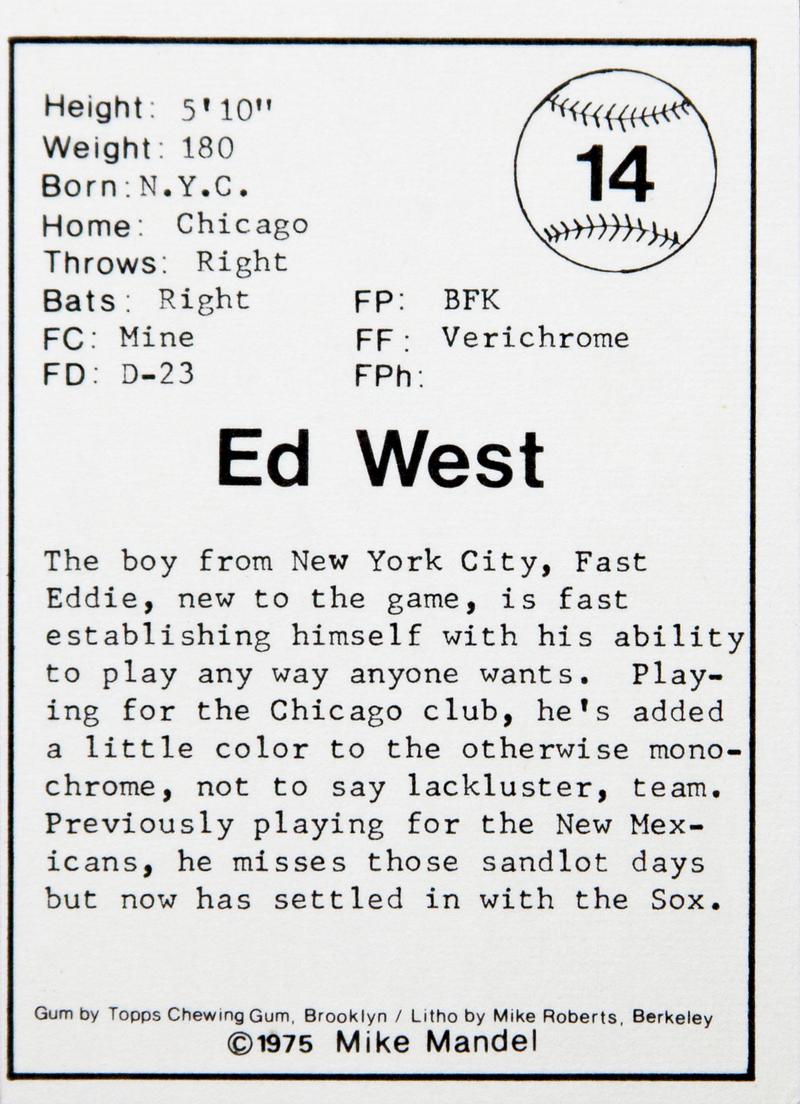 Height: 5'10"
14
Weight: 180
Born: N.Y.C.
Home: Chicago
Throws: Right
Bats: Right FP: BFK
FC: Mine FF: Verichrome
FD: D-23 FPh:
Ed West
The boy from New York City, Fast
Eddie, new to the game, is fast
establishing himself with his ability
to play any way anyone wants. Play-
ing for the Chicago club, he's added
a little color to the otherwise mono-
chrome, not to say lackluster, team.
Previously playing for the New Mex-
icans, he misses those sandlot days
but now has settled in with the Sox.
Gum by Topps Chewing Gum, Brooklyn / Litho by Mike Roberts, Berkeley
©1975 Mike Mandel